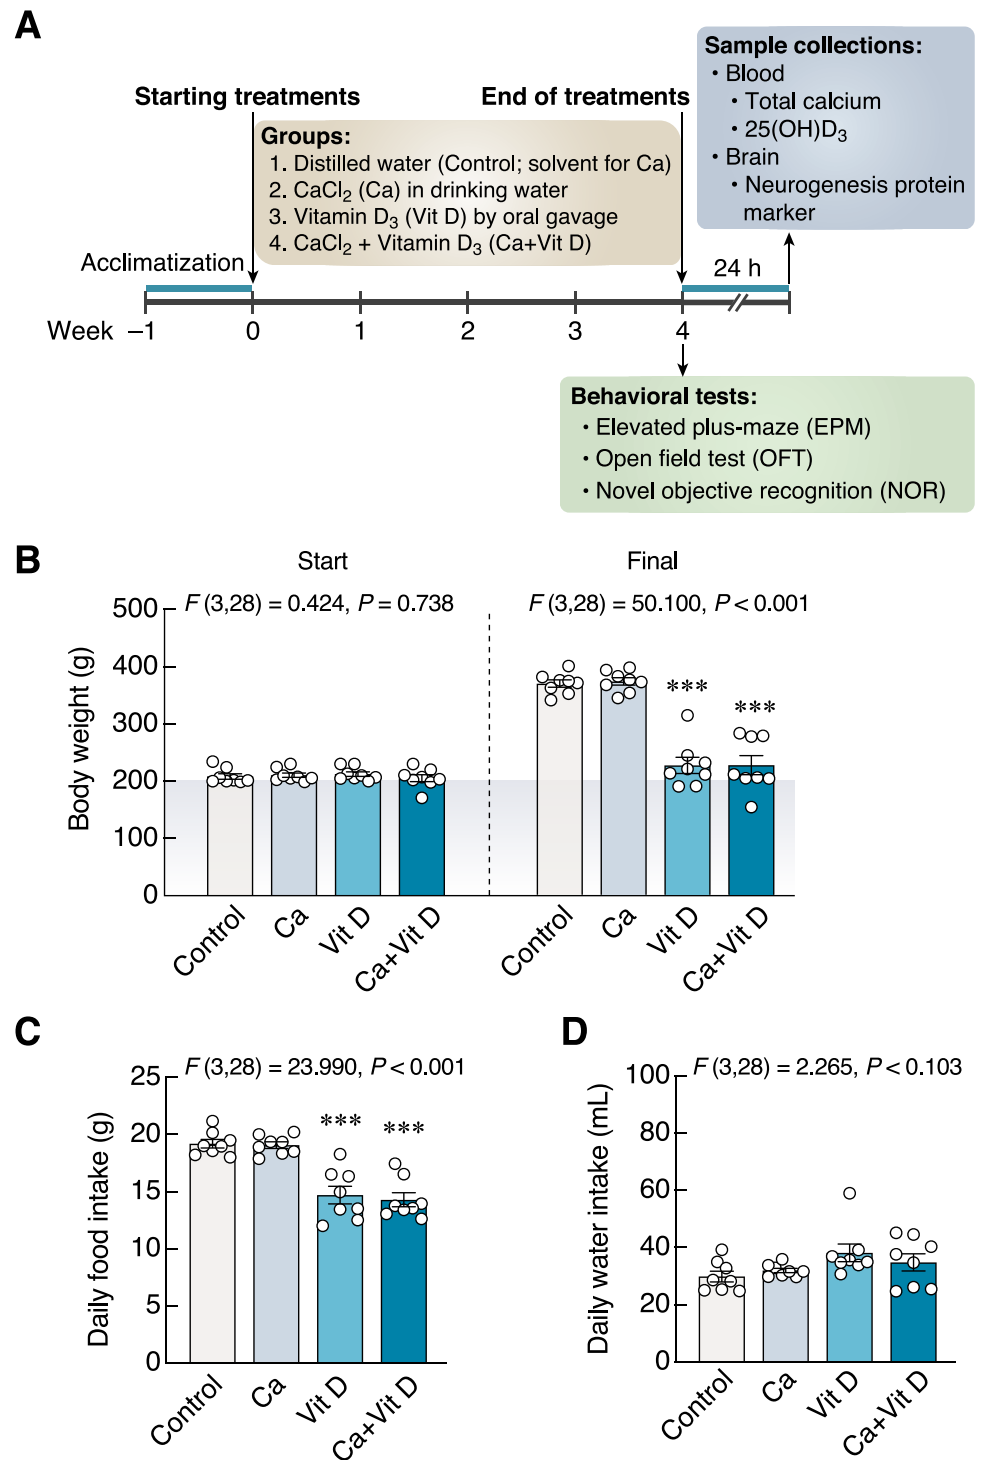 A
Starting treatments
End of treatments
Groups:
1. Distilled water (Control; solvent for Ca)
2. CaCl₂ (Ca) in drinking water
3. Vitamin D₃ (Vit D) by oral gavage
4. CaCl₂ + Vitamin D₃ (Ca+Vit D)
Sample collections:
• Blood
• Total calcium
• 25(OH)D₃
• Brain
• Neurogenesis protein
marker
Acclimatization
24 h
Week –1 0 1 2 3 4
Behavioral tests:
• Elevated plus-maze (EPM)
• Open field test (OFT)
• Novel objective recognition (NOR)
B
Start
Final
F (3,28) = 0.424, P = 0.738
F (3,28) = 50.100, P < 0.001
Body weight (g)
500
400
300
200
100
0
***
***
Control
Ca
Vit D
Ca+Vit D
Control
Ca
Vit D
Ca+Vit D
C
F (3,28) = 23.990, P < 0.001
Daily food intake (g)
25
20
15
10
5
0
***
***
Control
Ca
Vit D
Ca+Vit D
D
F (3,28) = 2.265, P < 0.103
Daily water intake (mL)
100
80
60
40
20
0
Control
Ca
Vit D
Ca+Vit D